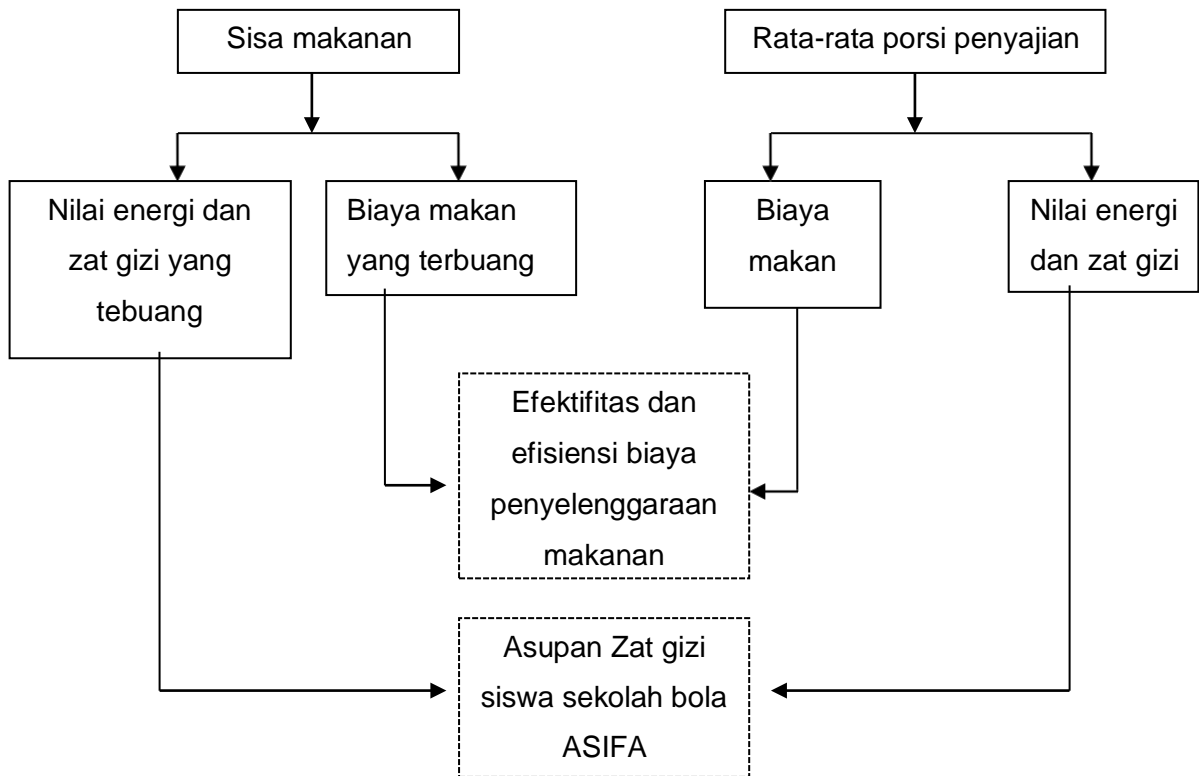 Sisa makanan
Rata-rata porsi penyajian
Nilai energi dan
zat gizi yang
tebuang
Biaya makan
yang terbuang
Biaya
makan
Nilai energi
dan zat gizi
Efektifitas dan
efisiensi biaya
penyelenggaraan
makanan
Asupan Zat gizi
siswa sekolah bola
ASIFA